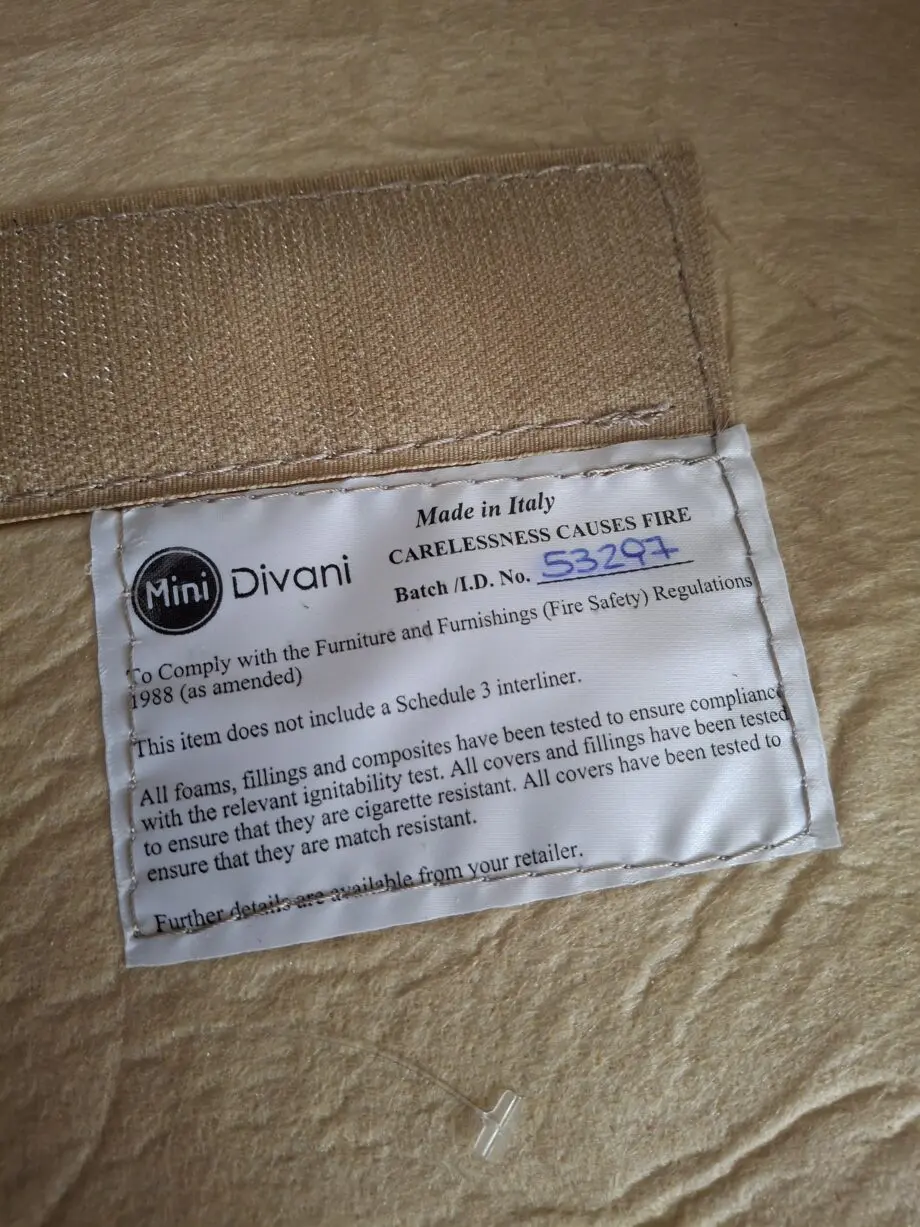 Made in Italy
CARELESSNESS CAUSES FIRE
Mini Divani
Batch /I.D. No. 53297
To Comply with the Furniture and Furnishings (Fire Safety) Regulations
1988 (as amended)
This item does not include a Schedule 3 interliner.
All foams, fillings and composites have been tested to ensure compliance
with the relevant ignitability test. All covers and fillings have been tested
to ensure that they are cigarette resistant. All covers have been tested to
ensure that they are match resistant.
Further details are available from your retailer.